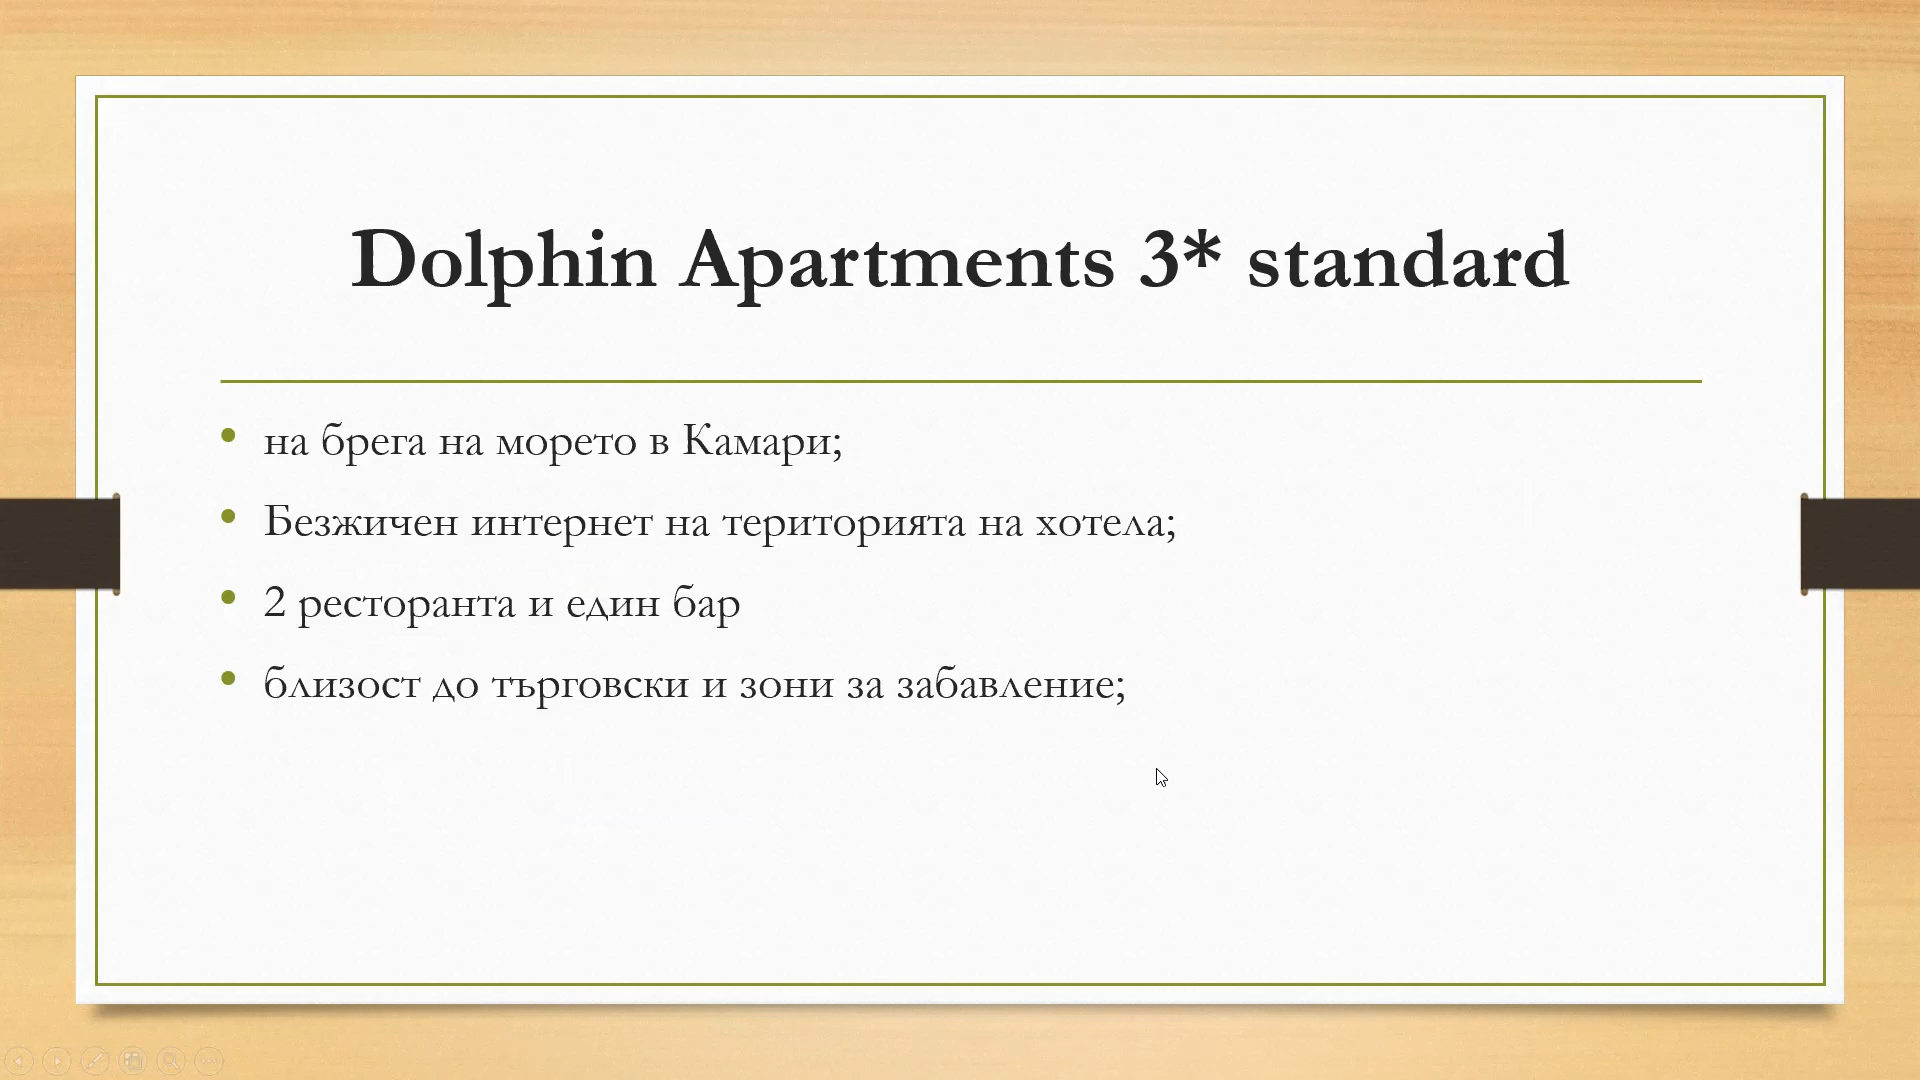 Dolphin Apartments 3* standard
• на брега на морето в Камари;
• Безжичен интернет на територията на хотела;
• 2 ресторанта и един бар
• близост до търговски и зони за забавление;